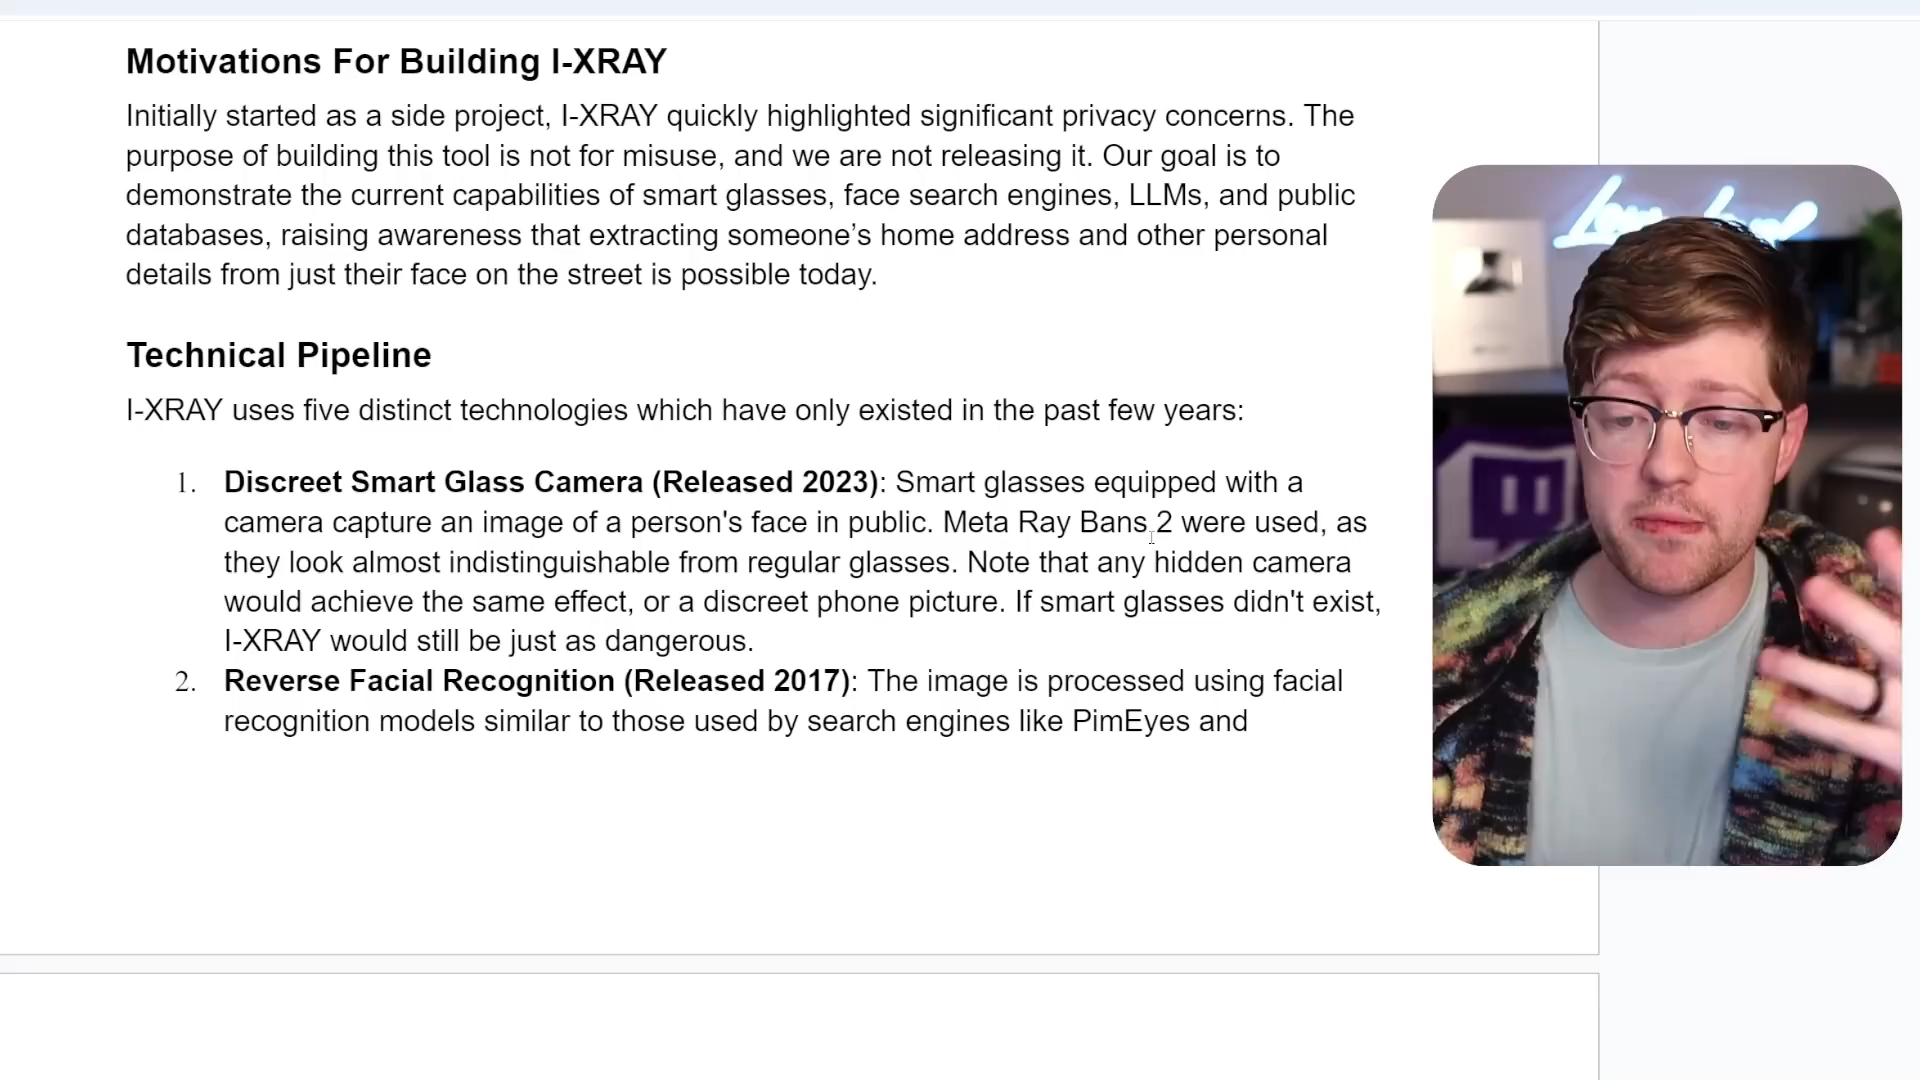 Motivations For Building I-XRAY
Initially started as a side project, I-XRAY quickly highlighted significant privacy concerns. The
purpose of building this tool is not for misuse, and we are not releasing it. Our goal is to
demonstrate the current capabilities of smart glasses, face search engines, LLMs, and public
databases, raising awareness that extracting someone’s home address and other personal
details from just their face on the street is possible today.
Technical Pipeline
I-XRAY uses five distinct technologies which have only existed in the past few years:
1. Discreet Smart Glass Camera (Released 2023): Smart glasses equipped with a
camera capture an image of a person's face in public. Meta Ray Bans 2 were used, as
they look almost indistinguishable from regular glasses. Note that any hidden camera
would achieve the same effect, or a discreet phone picture. If smart glasses didn't exist,
I-XRAY would still be just as dangerous.
2. Reverse Facial Recognition (Released 2017): The image is processed using facial
recognition models similar to those used by search engines like PimEyes and